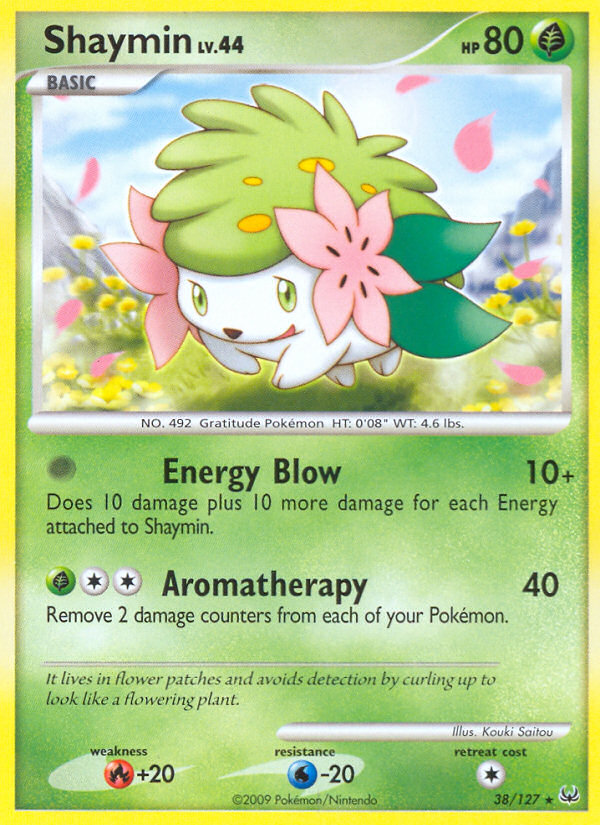 Shaymin LV.44
HP 80
BASIC
NO. 492 Gratitude Pokémon HT: 0'08" WT: 4.6 lbs.
Energy Blow 10+
Does 10 damage plus 10 more damage for each Energy
attached to Shaymin.
Aromatherapy 40
Remove 2 damage counters from each of your Pokémon.
It lives in flower patches and avoids detection by curling up to
look like a flowering plant.
Illus. Kouki Saitou
weakness resistance retreat cost
+20 -20
©2009 Pokémon/Nintendo 38/127 ★